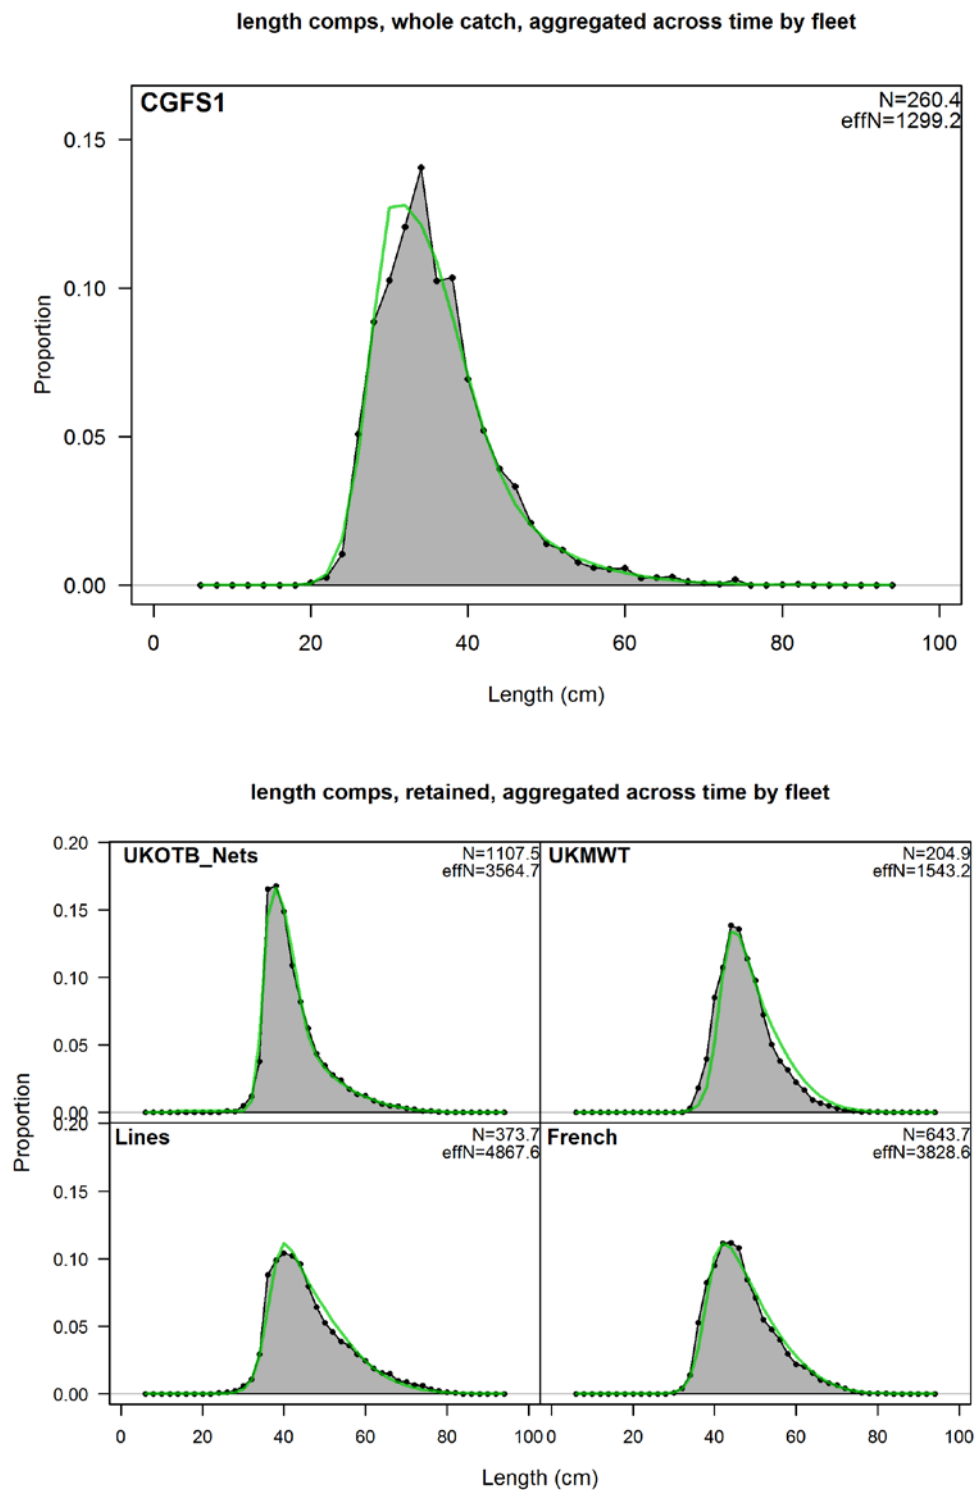 length comps, whole catch, aggregated across time by fleet
CGFS1
N=260.4
effN=1299.2
0.15
0.10
0.05
0.00
Proportion
0 20 40 60 80 100
Length (cm)
length comps, retained, aggregated across time by fleet
UKOTB_Nets
N=1107.5
effN=3564.7
UKMWT
N=204.9
effN=1543.2
0.20
0.15
0.10
0.05
0.00
Lines
N=373.7
effN=4867.6
French
N=643.7
effN=3828.6
0.20
0.15
0.10
0.05
0.00
Proportion
0 20 40 60 80 100 0 20 40 60 80 100
Length (cm)